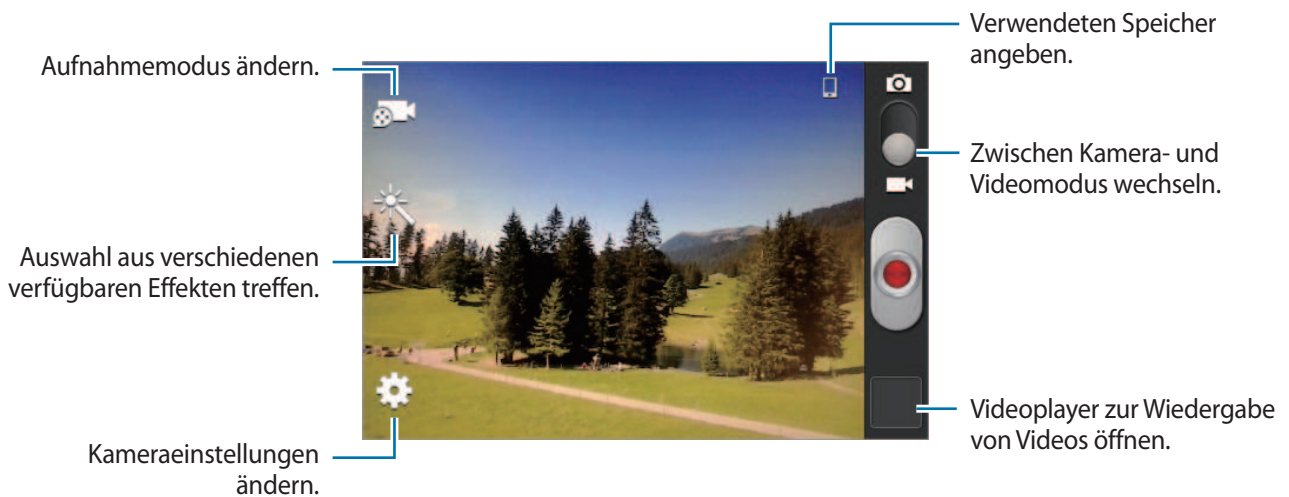 Aufnahmemodus ändern.
Auswahl aus verschiedenen
verfügbaren Effekten treffen.
Kameraeinstellungen
ändern.
Verwendeten Speicher
angeben.
Zwischen Kamera- und
Videomodus wechseln.
Videoplayer zur Wiedergabe
von Videos öffnen.